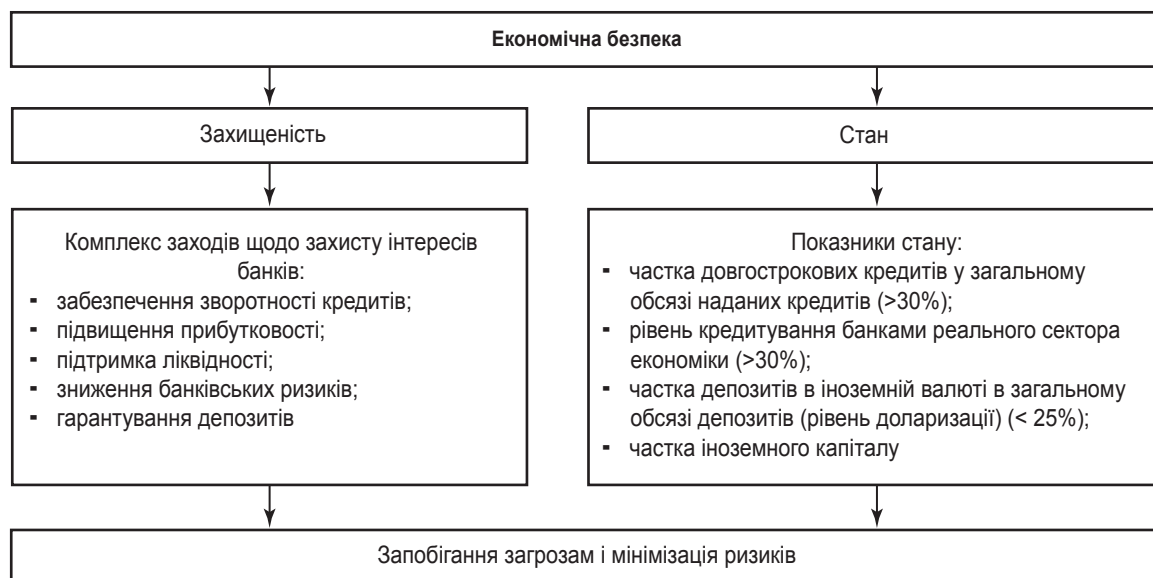 Економічна безпека
Захищеність
Стан
Комплекс заходів щодо захисту інтересів
банків:
- забезпечення зворотності кредитів;
- підвищення прибутковості;
- підтримка ліквідності;
- зниження банківських ризиків;
- гарантування депозитів
Показники стану:
- частка довгострокових кредитів у загальному
обсязі наданих кредитів (>30%);
- рівень кредитування банками реального сектора
економіки (>30%);
- частка депозитів в іноземній валюті в загальному
обсязі депозитів (рівень доларизації) (< 25%);
- частка іноземного капіталу
Запобігання загрозам і мінімізація ризиків